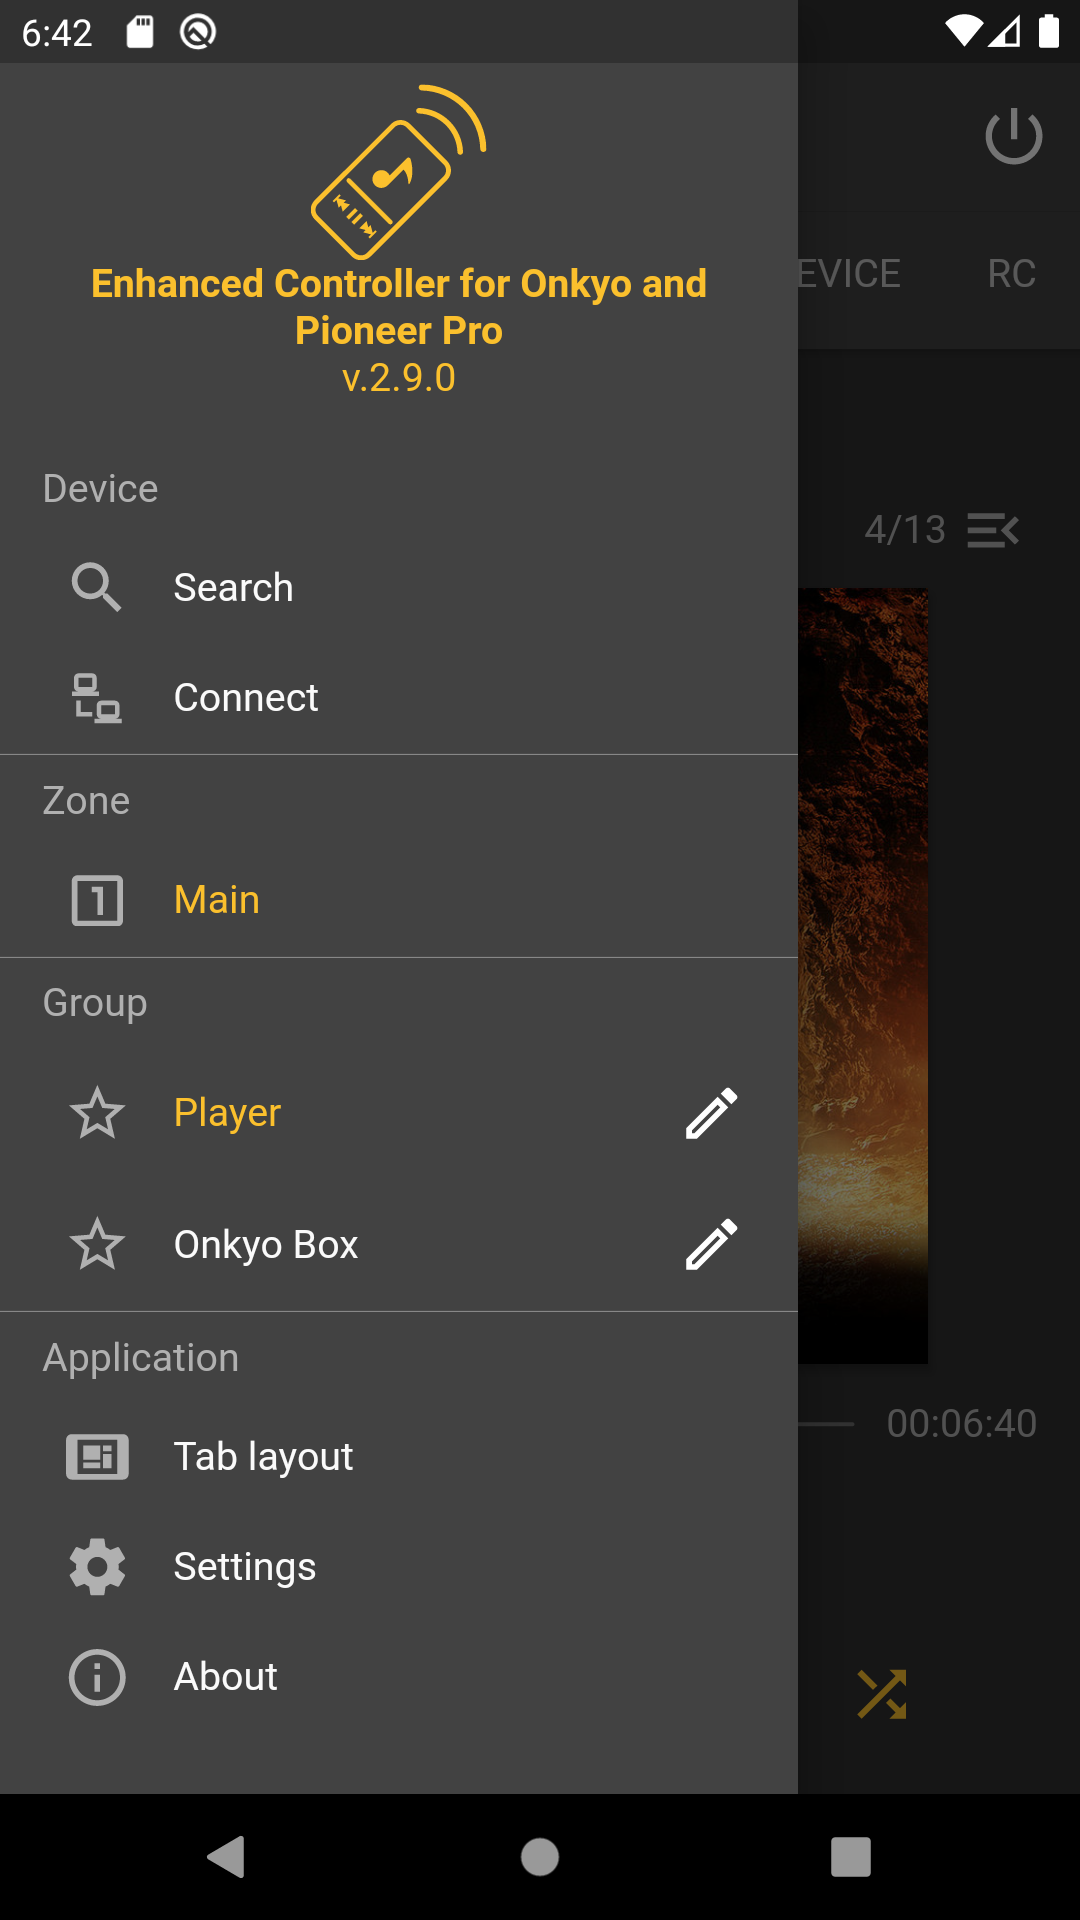 6:42
Enhanced Controller for Onkyo and
Pioneer Pro
v.2.9.0
EVICE
RC
Device
4/13
Search
Connect
Zone
1 Main
Group
Player
Onkyo Box
Application
00:06:40
Tab layout
Settings
About